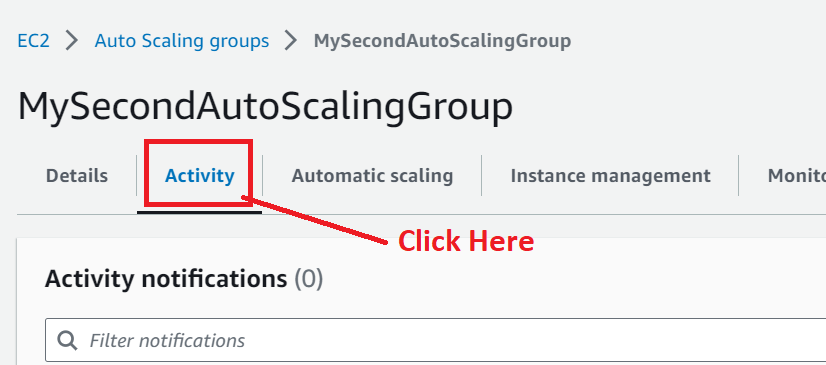 EC2 > Auto Scaling groups > MySecondAutoScalingGroup
MySecondAutoScalingGroup
Details Activity Automatic scaling Instance management Monito
Click Here
Activity notifications (0)
Filter notifications